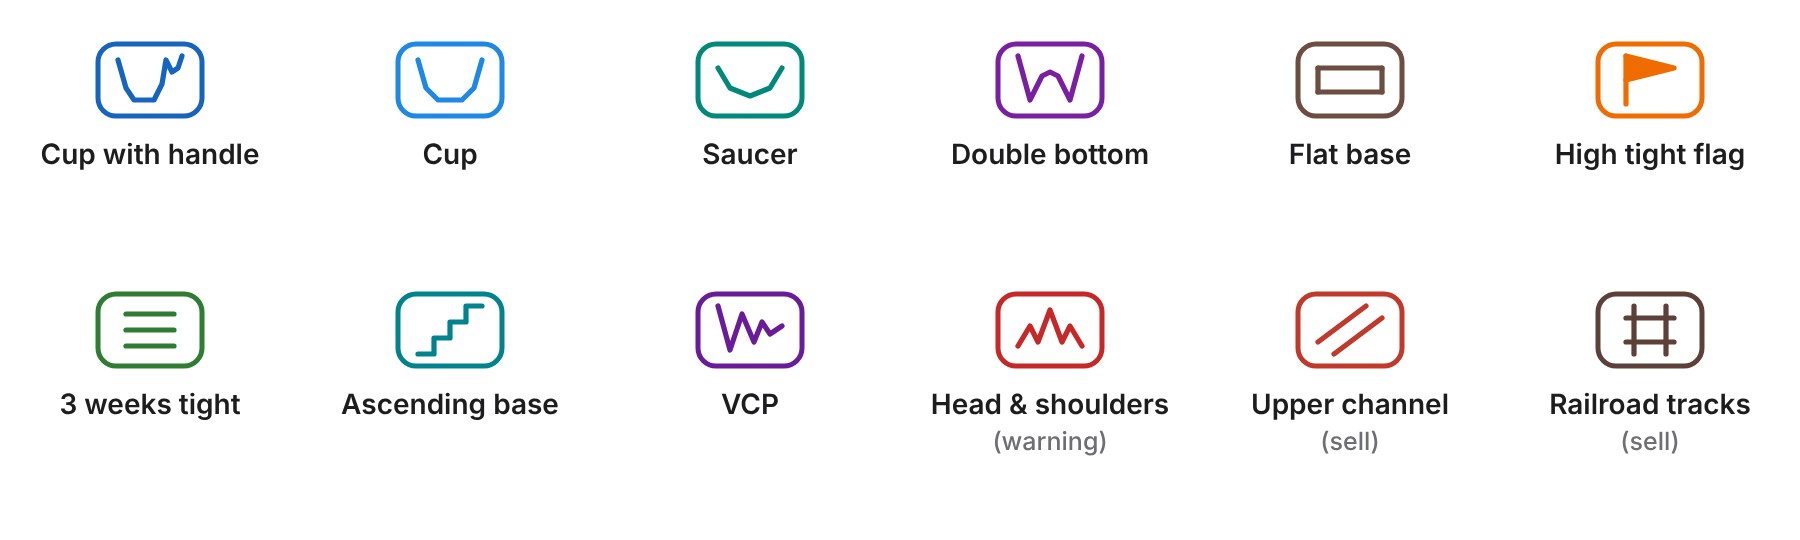 Cup with handle
Cup
Saucer
Double bottom
Flat base
High tight flag
3 weeks tight
Ascending base
VCP
Head & shoulders
(warning)
Upper channel
(sell)
Railroad tracks
(sell)